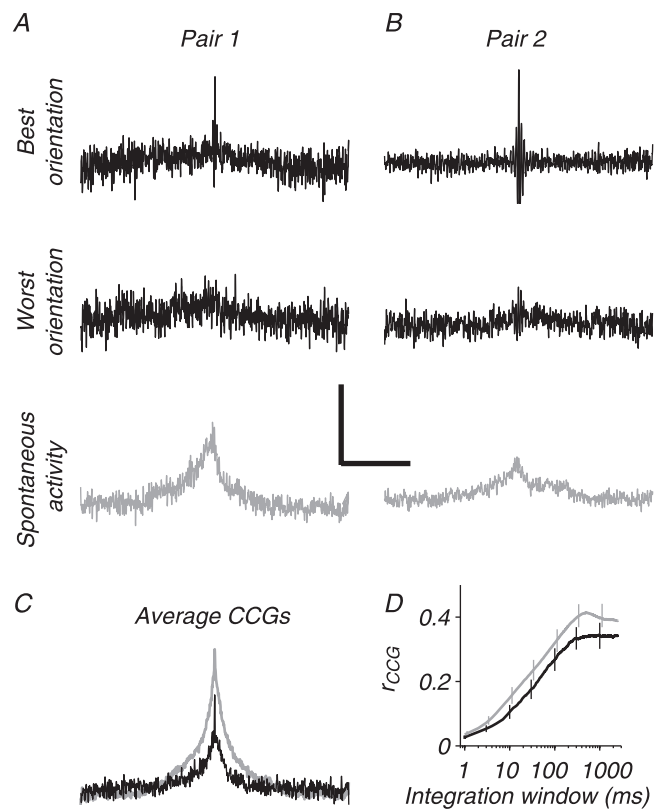 A
Pair 1
B
Pair 2
Best
orientation
Worst
orientation
Spontaneous
activity
C
Average CCGs
D
rCCG
0.4
0.2
0
1 10 100 1000
Integration window (ms)